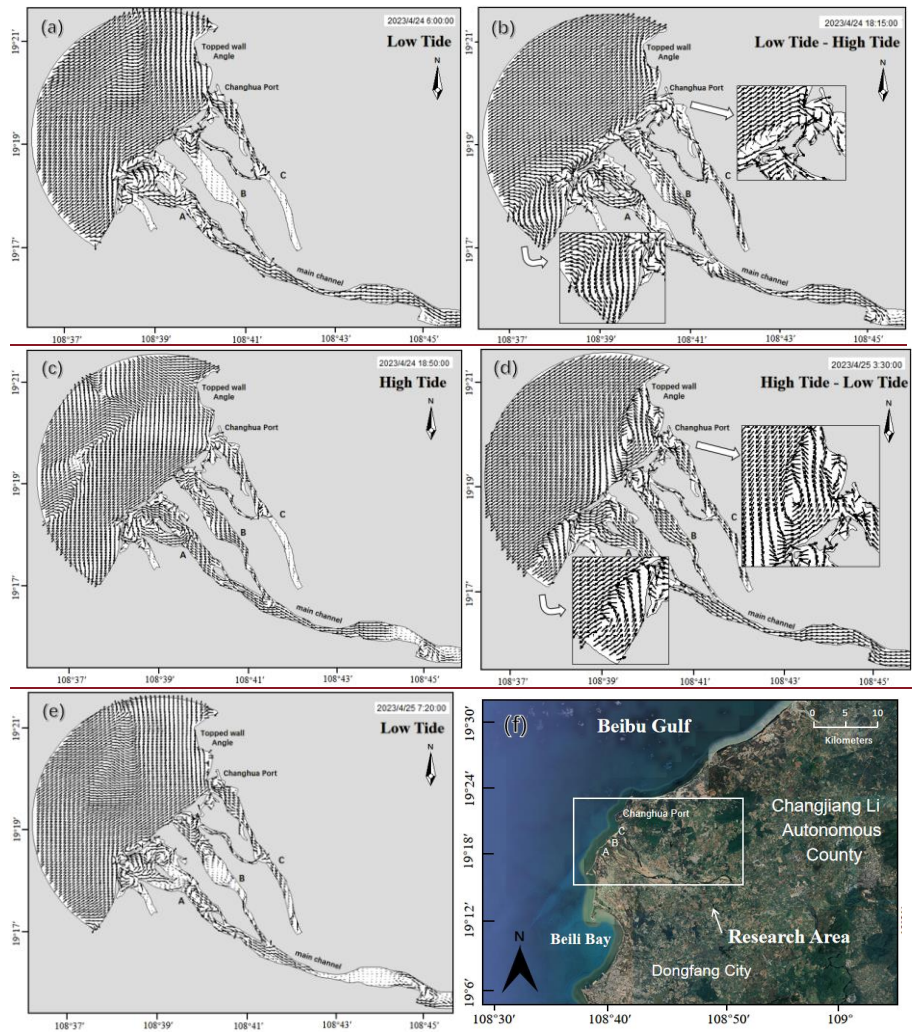 (a)
2023/4/24 6:00:00
Low Tide
Topped wall
Angle
N
Changhua Port
19°21'
19°19'
19°17'
A
B
C
main channel
108°37'
108°39'
108°41'
108°43'
108°45'
(b)
2023/4/24 18:15:00
Low Tide - High Tide
Topped wall
Angle
N
Changhua Port
19°21'
19°19'
19°17'
A
B
C
main channel
108°37'
108°39'
108°41'
108°43'
108°45'
(c)
2023/4/24 18:50:00
High Tide
Topped wall
Angle
N
Changhua Port
19°21'
19°19'
19°17'
A
B
C
main channel
108°37'
108°39'
108°41'
108°43'
108°45'
(d)
2023/4/25 3:30:00
High Tide - Low Tide
Topped wall
Angle
N
Changhua Port
19°21'
19°19'
19°17'
A
B
C
main channel
108°37'
108°39'
108°41'
108°43'
108°45'
(e)
2023/4/25 7:20:00
Low Tide
Topped wall
Angle
N
Changhua Port
19°21'
19°19'
19°17'
A
B
C
main channel
108°37'
108°39'
108°41'
108°43'
108°45'
(f)
Beibu Gulf
0 5 10
Kilometers
19°30'
19°24'
19°18'
19°12'
19°6'
Changhua Port
C
B
A
Changjiang Li
Autonomous
County
Beili Bay
Research Area
N
Dongfang City
108°30'
108°40'
108°50'
109°